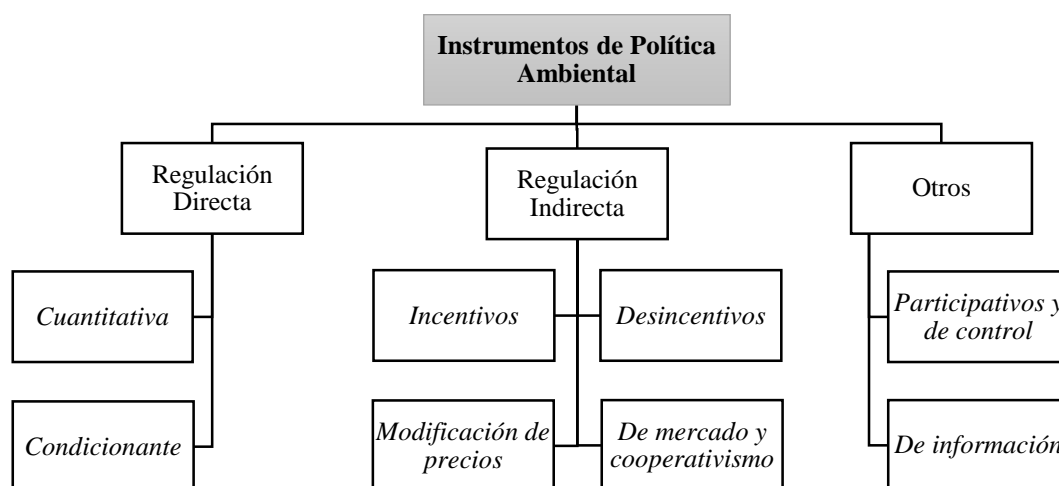 Instrumentos de Política
Ambiental
Regulación
Directa
Regulación
Indirecta
Otros
Cuantitativa
Incentivos
Desincentivos
Participativos y
de control
Condicionante
Modificación de
precios
De mercado y
cooperativismo
De información